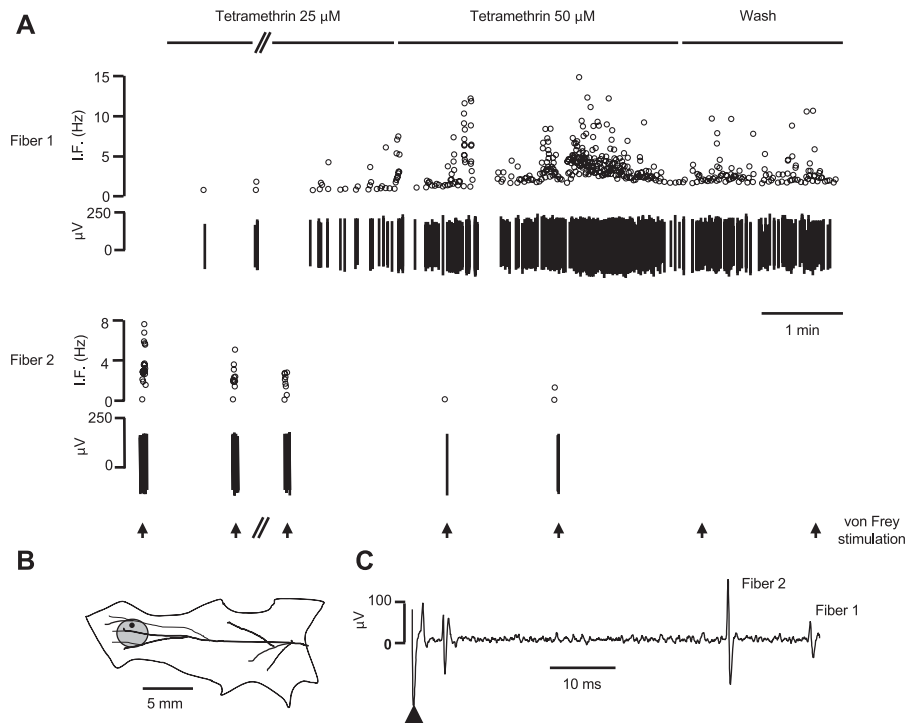 A
Tetramethrin 25 µM
Tetramethrin 50 µM
Wash
Fiber 1
I.F. (Hz)
15
10
5
0
µV
250
0
1 min
Fiber 2
I.F. (Hz)
8
4
0
µV
250
0
von Frey
stimulation
B
5 mm
C
µV
100
0
Fiber 2
Fiber 1
10 ms